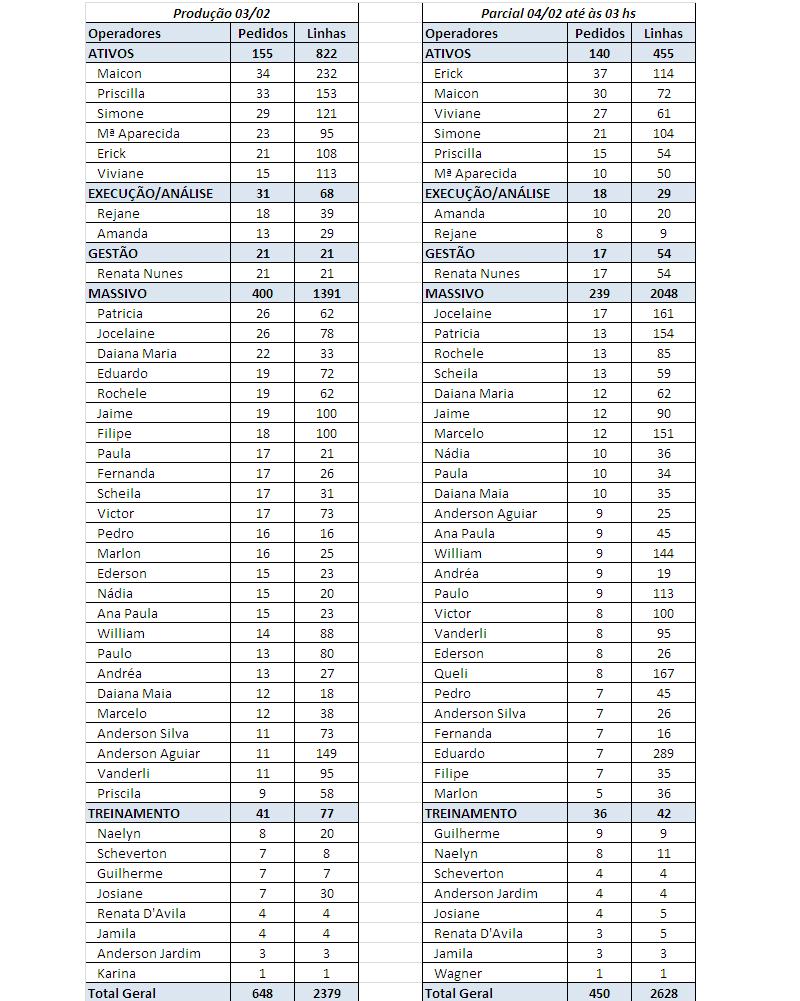 Produção 03/02
Operadores Pedidos Linhas
ATIVOS 155 822
Maicon 34 232
Priscilla 33 153
Simone 29 121
Mª Aparecida 23 95
Erick 21 108
Viviane 15 113
EXECUÇÃO/ANÁLISE 31 68
Rejane 18 39
Amanda 13 29
GESTÃO 21 21
Renata Nunes 21 21
MASSIVO 400 1391
Patricia 26 62
Jocelaine 26 78
Daiana Maria 22 33
Eduardo 19 72
Rochele 19 62
Jaime 19 100
Filipe 18 100
Paula 17 21
Fernanda 17 26
Scheila 17 31
Victor 17 73
Pedro 16 16
Marlon 16 25
Ederson 15 23
Nádia 15 20
Ana Paula 15 23
William 14 88
Paulo 13 80
Andréa 13 27
Daiana Maia 12 18
Marcelo 12 38
Anderson Silva 11 73
Anderson Aguiar 11 149
Vanderli 11 95
Priscila 9 58
TREINAMENTO 41 77
Naelyn 8 20
Scheverton 7 8
Guilherme 7 7
Josiane 7 30
Renata D'Avila 4 4
Jamila 4 4
Anderson Jardim 3 3
Karina 1 1
Total Geral 648 2379
Parcial 04/02 até às 03 hs
Operadores Pedidos Linhas
ATIVOS 140 455
Erick 37 114
Maicon 30 72
Viviane 27 61
Simone 21 104
Priscilla 15 54
Mª Aparecida 10 50
EXECUÇÃO/ANÁLISE 18 29
Amanda 10 20
Rejane 8 9
GESTÃO 17 54
Renata Nunes 17 54
MASSIVO 239 2048
Jocelaine 17 161
Patricia 13 154
Rochele 13 85
Scheila 13 59
Daiana Maria 12 62
Jaime 12 90
Marcelo 12 151
Nádia 10 36
Paula 10 34
Daiana Maia 10 35
Anderson Aguiar 9 25
Ana Paula 9 45
William 9 144
Andréa 9 19
Paulo 9 113
Victor 8 100
Vanderli 8 95
Ederson 8 26
Queli 8 167
Pedro 7 45
Anderson Silva 7 26
Fernanda 7 16
Eduardo 7 289
Filipe 7 35
Marlon 5 36
TREINAMENTO 36 42
Guilherme 9 9
Naelyn 8 11
Scheverton 4 4
Anderson Jardim 4 4
Josiane 4 5
Renata D'Avila 3 5
Jamila 3 3
Wagner 1 1
Total Geral 450 2628